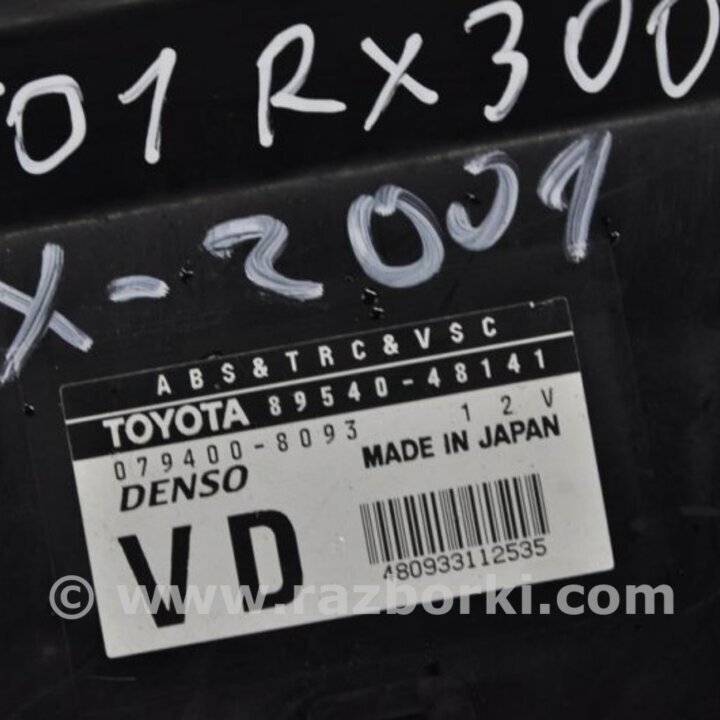 01 RX300
X-2001
ABS&TRC&VSC
TOYOTA 89540-48141
079400-8093 12V
DENSO MADE IN JAPAN
VD
480933112535
© www.razborki.com